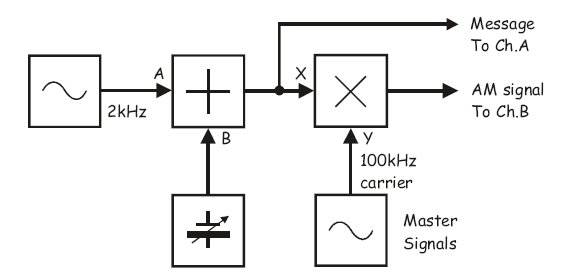 Message
To Ch.A
A
X
2kHz
AM signal
To Ch.B
B
Y
100kHz
carrier
Master
Signals